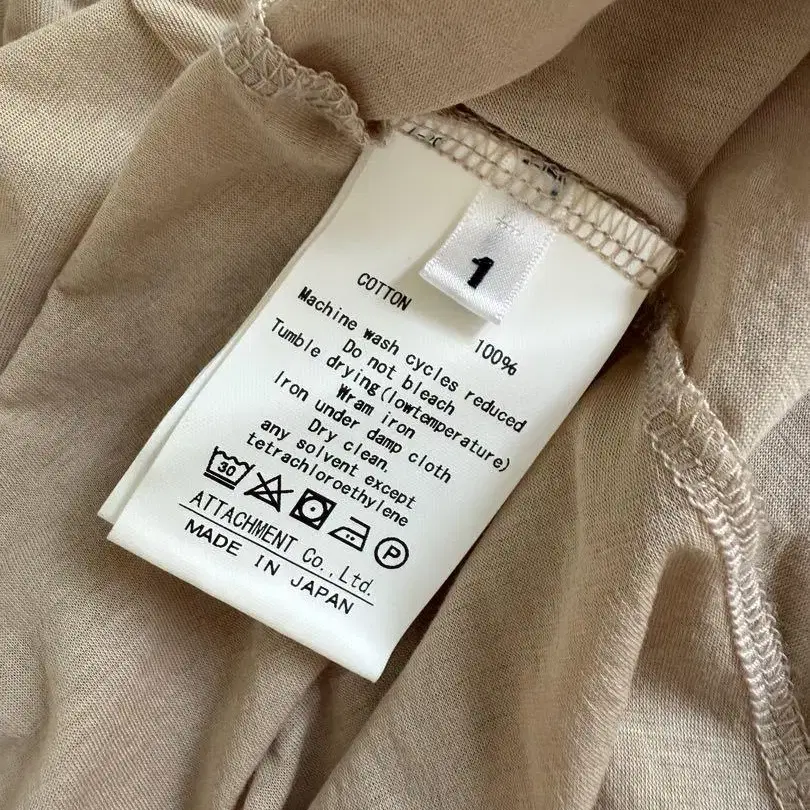 1
COTTON 100%
Machine wash cycles reduced
Do not bleach
Tumble drying(lowtemperature)
Wram iron
Iron under damp cloth
Dry clean.
any solvent except
tetrachloroethylene
30
P
ATTACHMENT Co.,Ltd.
MADE IN JAPAN